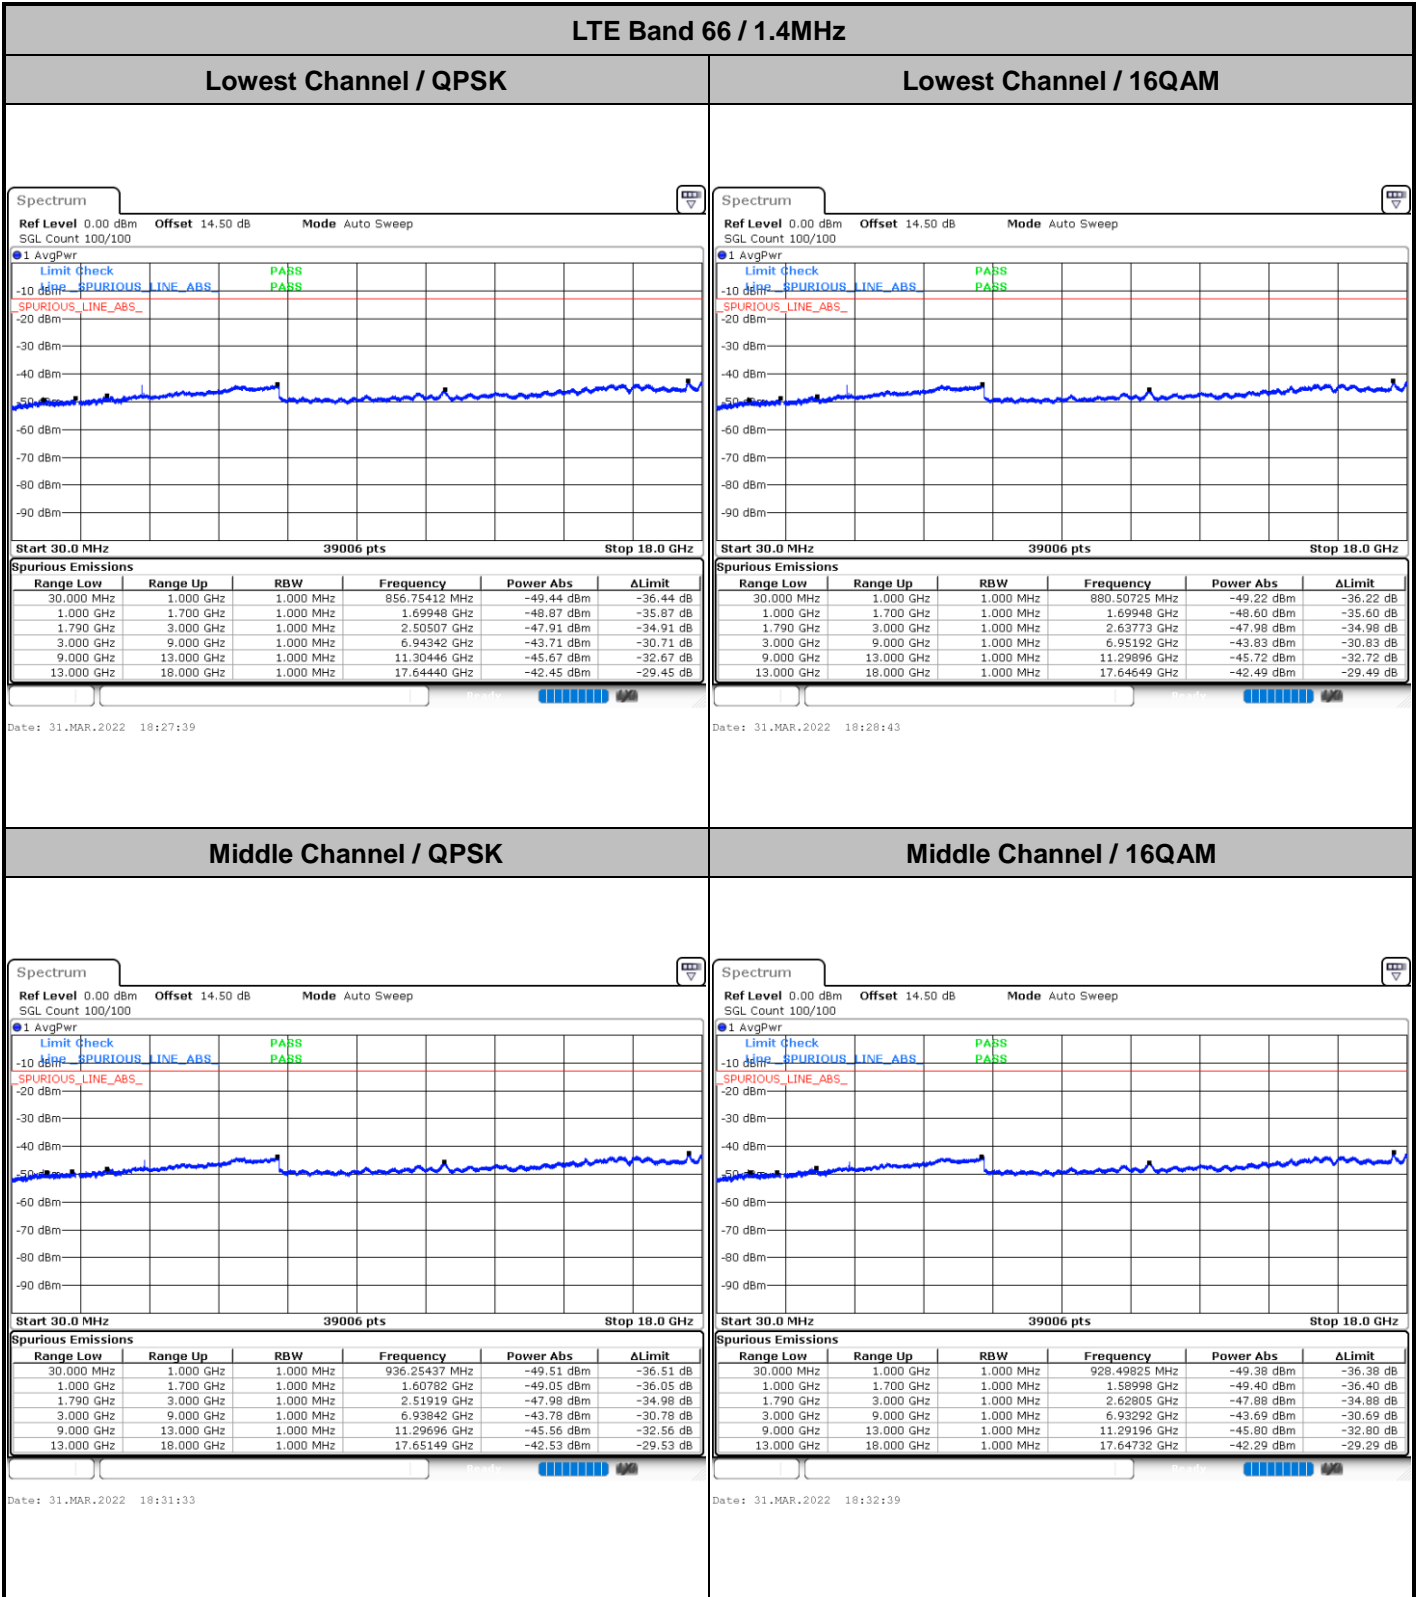 LTE Band 66 / 1.4MHz
Lowest Channel / QPSK
Lowest Channel / 16QAM
Spectrum
Ref Level 0.00 dBm Offset 14.50 dB Mode Auto Sweep
SGL Count 100/100
1 AvgPwr
Limit Check PASS
-10 dBm Line _SPURIOUS_LINE_ABS_ PASS
_SPURIOUS_LINE_ABS_
-20 dBm
-30 dBm
-40 dBm
-50 dBm
-60 dBm
-70 dBm
-80 dBm
-90 dBm
Start 30.0 MHz 39006 pts Stop 18.0 GHz
Spurious Emissions
Range Low Range Up RBW Frequency Power Abs ΔLimit
30.000 MHz 1.000 GHz 1.000 MHz 856.75412 MHz -49.44 dBm -36.44 dB
1.000 GHz 1.700 GHz 1.000 MHz 1.69948 GHz -48.87 dBm -35.87 dB
1.790 GHz 3.000 GHz 1.000 MHz 2.50507 GHz -47.91 dBm -34.91 dB
3.000 GHz 9.000 GHz 1.000 MHz 6.94342 GHz -43.71 dBm -30.71 dB
9.000 GHz 13.000 GHz 1.000 MHz 11.30446 GHz -45.67 dBm -32.67 dB
13.000 GHz 18.000 GHz 1.000 MHz 17.64440 GHz -42.45 dBm -29.45 dB
Ready
Date: 31.MAR.2022 18:27:39
Spectrum
Ref Level 0.00 dBm Offset 14.50 dB Mode Auto Sweep
SGL Count 100/100
1 AvgPwr
Limit Check PASS
-10 dBm Line _SPURIOUS_LINE_ABS_ PASS
_SPURIOUS_LINE_ABS_
-20 dBm
-30 dBm
-40 dBm
-50 dBm
-60 dBm
-70 dBm
-80 dBm
-90 dBm
Start 30.0 MHz 39006 pts Stop 18.0 GHz
Spurious Emissions
Range Low Range Up RBW Frequency Power Abs ΔLimit
30.000 MHz 1.000 GHz 1.000 MHz 880.50725 MHz -49.22 dBm -36.22 dB
1.000 GHz 1.700 GHz 1.000 MHz 1.69948 GHz -48.60 dBm -35.60 dB
1.790 GHz 3.000 GHz 1.000 MHz 2.63773 GHz -47.98 dBm -34.98 dB
3.000 GHz 9.000 GHz 1.000 MHz 6.95192 GHz -43.83 dBm -30.83 dB
9.000 GHz 13.000 GHz 1.000 MHz 11.29896 GHz -45.72 dBm -32.72 dB
13.000 GHz 18.000 GHz 1.000 MHz 17.64649 GHz -42.49 dBm -29.49 dB
Ready
Date: 31.MAR.2022 18:28:43
Middle Channel / QPSK
Middle Channel / 16QAM
Spectrum
Ref Level 0.00 dBm Offset 14.50 dB Mode Auto Sweep
SGL Count 100/100
1 AvgPwr
Limit Check PASS
-10 dBm Line _SPURIOUS_LINE_ABS_ PASS
_SPURIOUS_LINE_ABS_
-20 dBm
-30 dBm
-40 dBm
-50 dBm
-60 dBm
-70 dBm
-80 dBm
-90 dBm
Start 30.0 MHz 39006 pts Stop 18.0 GHz
Spurious Emissions
Range Low Range Up RBW Frequency Power Abs ΔLimit
30.000 MHz 1.000 GHz 1.000 MHz 936.25437 MHz -49.51 dBm -36.51 dB
1.000 GHz 1.700 GHz 1.000 MHz 1.60782 GHz -49.05 dBm -36.05 dB
1.790 GHz 3.000 GHz 1.000 MHz 2.51919 GHz -47.98 dBm -34.98 dB
3.000 GHz 9.000 GHz 1.000 MHz 6.93842 GHz -43.78 dBm -30.78 dB
9.000 GHz 13.000 GHz 1.000 MHz 11.29696 GHz -45.56 dBm -32.56 dB
13.000 GHz 18.000 GHz 1.000 MHz 17.65149 GHz -42.53 dBm -29.53 dB
Ready
Date: 31.MAR.2022 18:31:33
Spectrum
Ref Level 0.00 dBm Offset 14.50 dB Mode Auto Sweep
SGL Count 100/100
1 AvgPwr
Limit Check PASS
-10 dBm Line _SPURIOUS_LINE_ABS_ PASS
_SPURIOUS_LINE_ABS_
-20 dBm
-30 dBm
-40 dBm
-50 dBm
-60 dBm
-70 dBm
-80 dBm
-90 dBm
Start 30.0 MHz 39006 pts Stop 18.0 GHz
Spurious Emissions
Range Low Range Up RBW Frequency Power Abs ΔLimit
30.000 MHz 1.000 GHz 1.000 MHz 928.49825 MHz -49.38 dBm -36.38 dB
1.000 GHz 1.700 GHz 1.000 MHz 1.58998 GHz -49.40 dBm -36.40 dB
1.790 GHz 3.000 GHz 1.000 MHz 2.62805 GHz -47.88 dBm -34.88 dB
3.000 GHz 9.000 GHz 1.000 MHz 6.93292 GHz -43.69 dBm -30.69 dB
9.000 GHz 13.000 GHz 1.000 MHz 11.29196 GHz -45.80 dBm -32.80 dB
13.000 GHz 18.000 GHz 1.000 MHz 17.64732 GHz -42.29 dBm -29.29 dB
Ready
Date: 31.MAR.2022 18:32:39